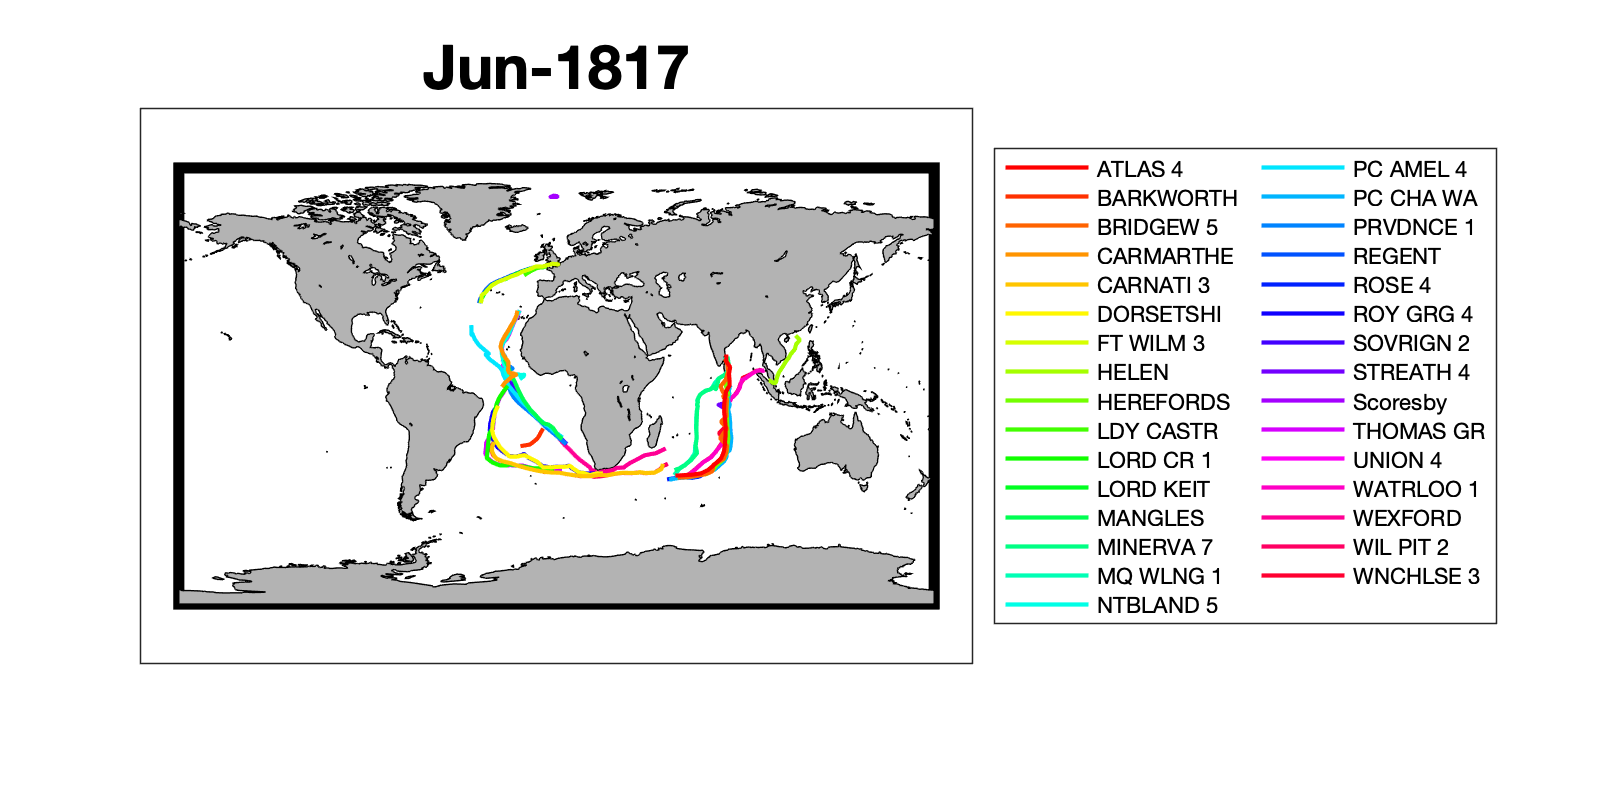 Jun-1817
ATLAS 4
BARKWORTH
BRIDGEW 5
CARMARTHE
CARNATI 3
DORSETSHI
FT WILM 3
HELEN
HEREFORDS
LDY CASTR
LORD CR 1
LORD KEIT
MANGLES
MINERVA 7
MQ WLNG 1
NTBLAND 5
PC AMEL 4
PC CHA WA
PRVDNCE 1
REGENT
ROSE 4
ROY GRG 4
SOVRIGN 2
STREATH 4
Scoresby
THOMAS GR
UNION 4
WATRLOO 1
WEXFORD
WIL PIT 2
WNCHLSE 3